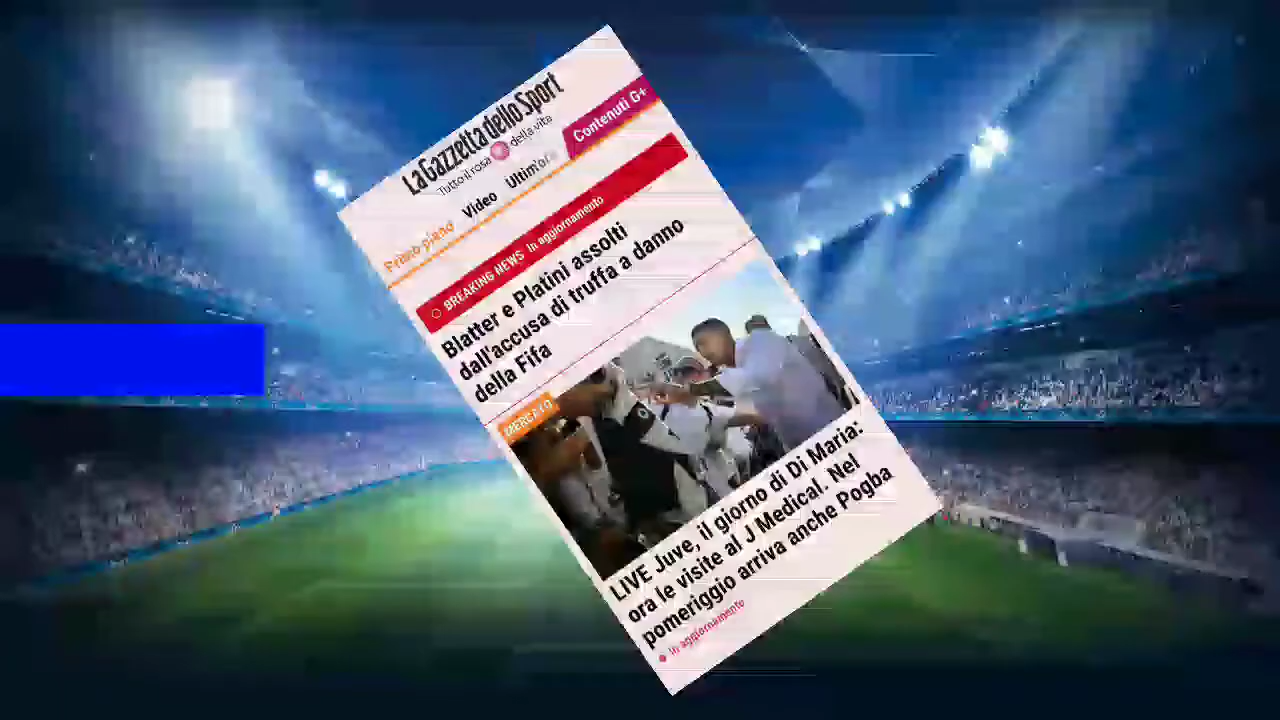 La Gazzetta dello Sport
Tutto il rosa della vita
Primo piano Video Ultim'ora Contenuti G+
BREAKING NEWS in aggiornamento
Blatter e Platini assolti
dall'accusa di truffa a danno
della Fifa
MERCATO
LIVE Juve, il giorno di Di Maria:
ora le visite al J Medical. Nel
pomeriggio arriva anche Pogba
in aggiornamento